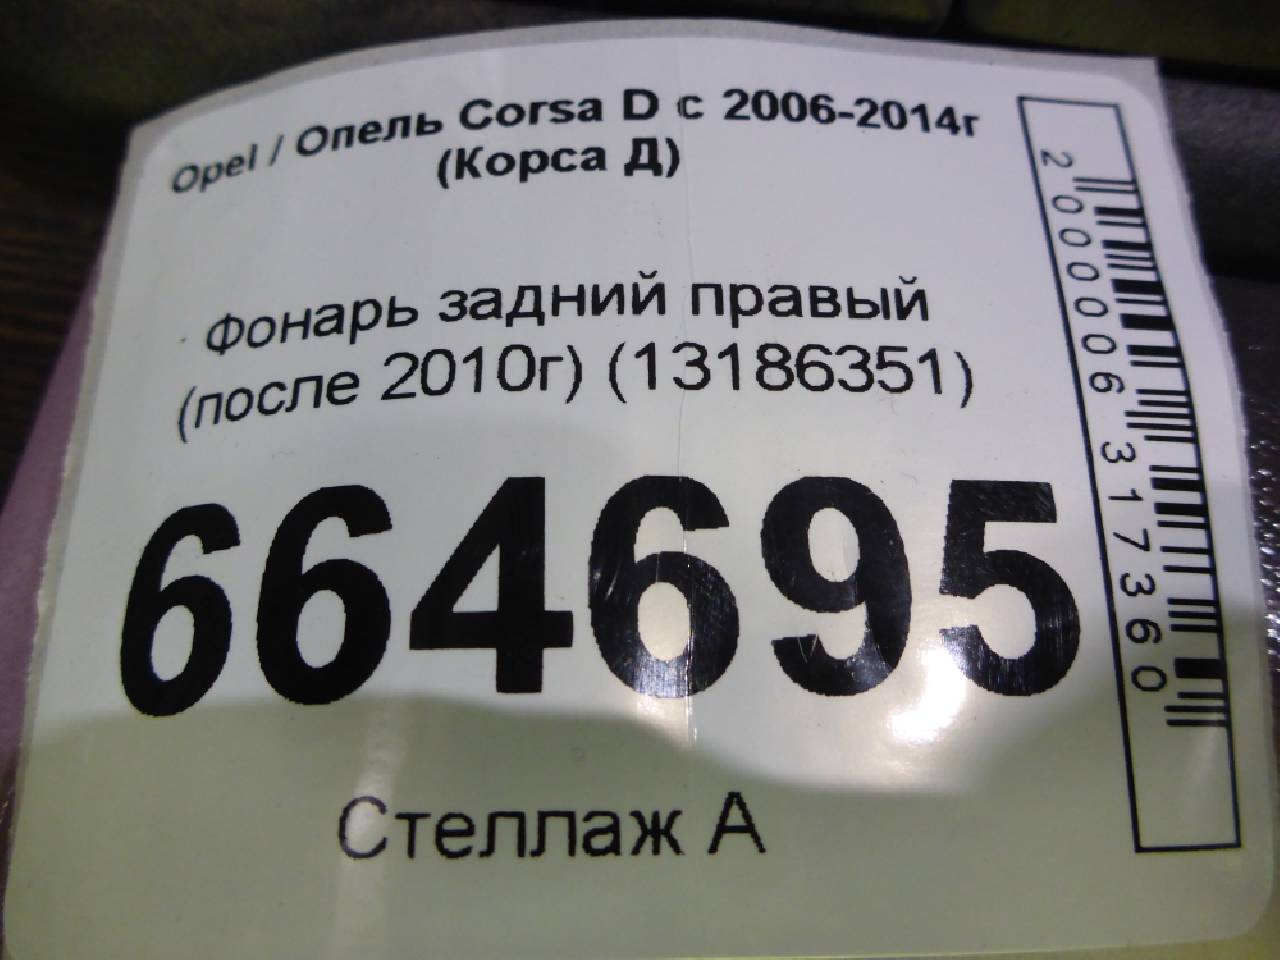 Opel / Опель Corsa D с 2006-2014г
(Корса Д)
Фонарь задний правый
(после 2010г) (13186351)
664695
Стеллаж А
2000006317360